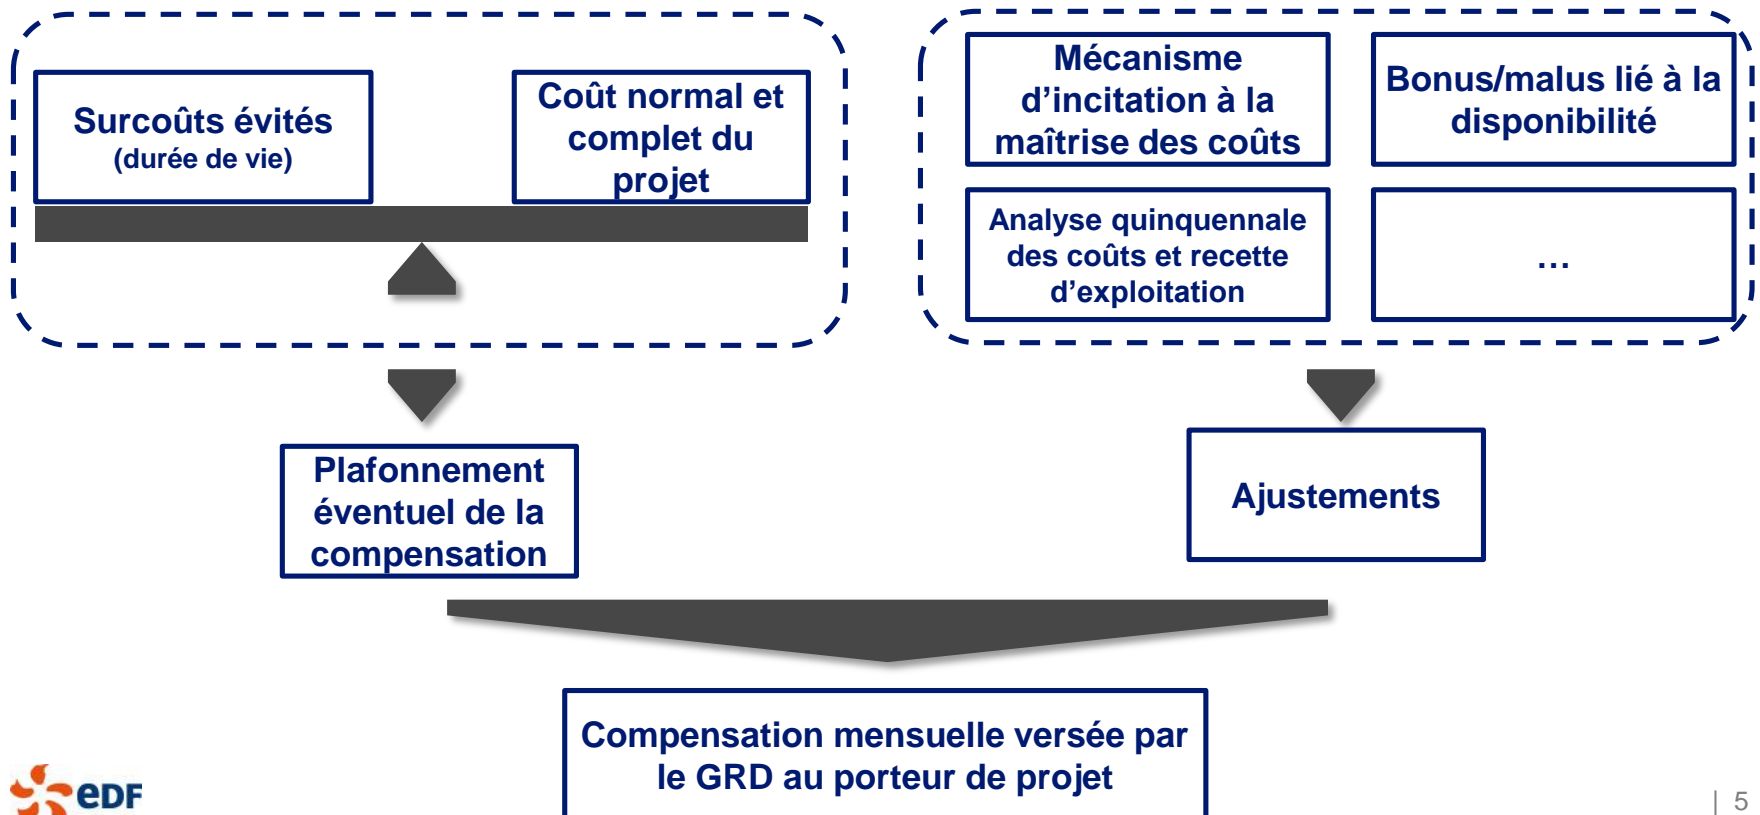 Surcoûts évités
(durée de vie)
Coût normal et
complet du
projet
Mécanisme
d’incitation à la
maîtrise des coûts
Bonus/malus lié à la
disponibilité
Analyse quinquennale
des coûts et recette
d’exploitation
…
Plafonnement
éventuel de la
compensation
Ajustements
Compensation mensuelle versée par
le GRD au porteur de projet
eDF
| 5